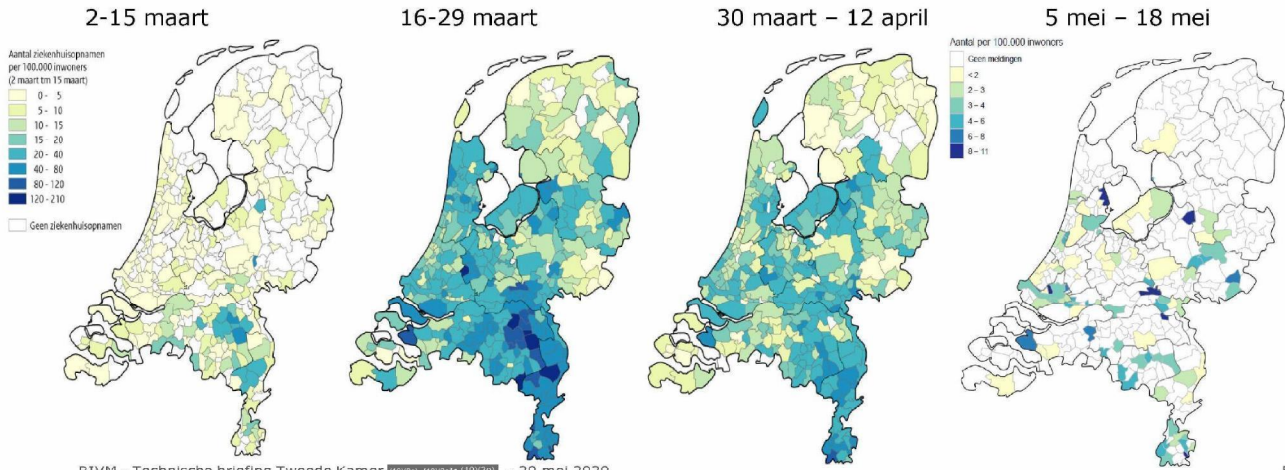 2-15 maart
16-29 maart
30 maart – 12 april
5 mei – 18 mei
Aantal ziekenhuisopnamen
per 100.000 inwoners
(2 maart tm 15 maart)
0 - 5
5 - 10
10 - 15
15 - 20
20 - 40
40 - 80
80 - 120
120 - 210
Geen ziekenhuisopnamen
Aantal per 100.000 inwoners
Geen meldingen
< 2
2 – 3
3 – 4
4 – 6
6 – 8
8 – 11
RIVM – Technische briefing Tweede Kamer 20 mei 2020